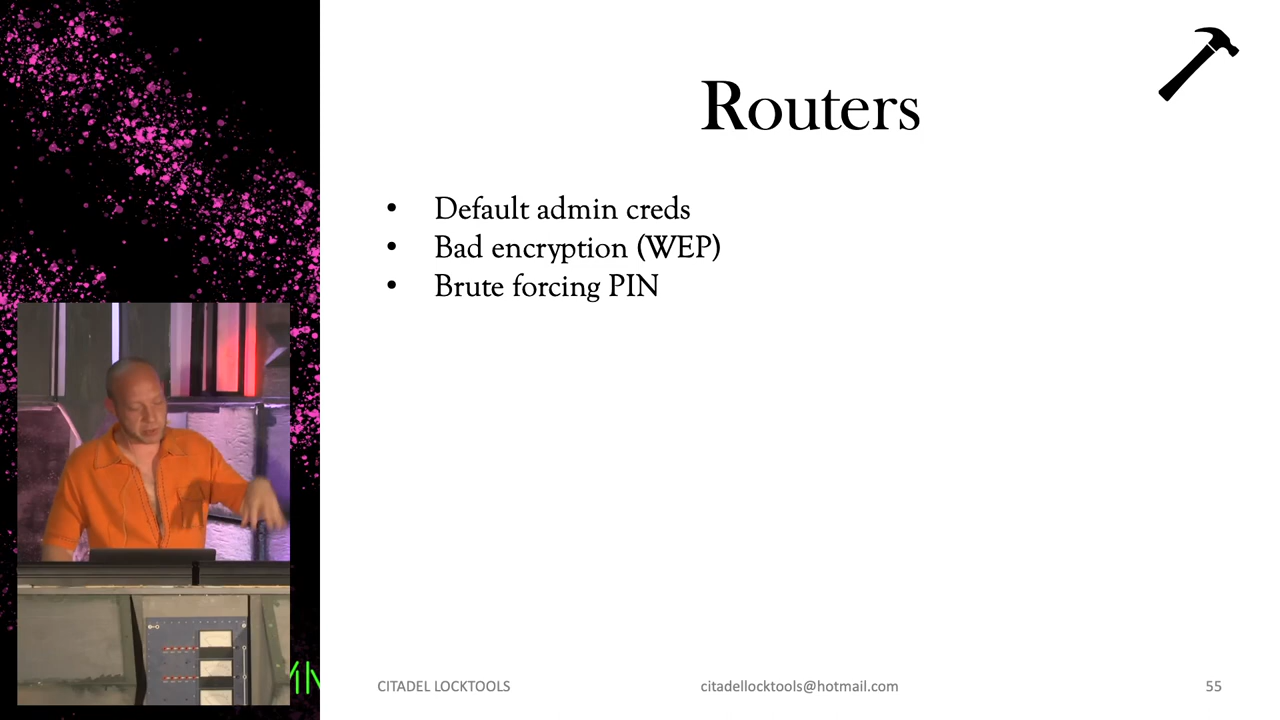 Routers
• Default admin creds
• Bad encryption (WEP)
• Brute forcing PIN
CITADEL LOCKTOOLS
citadellocktools@hotmail.com
55